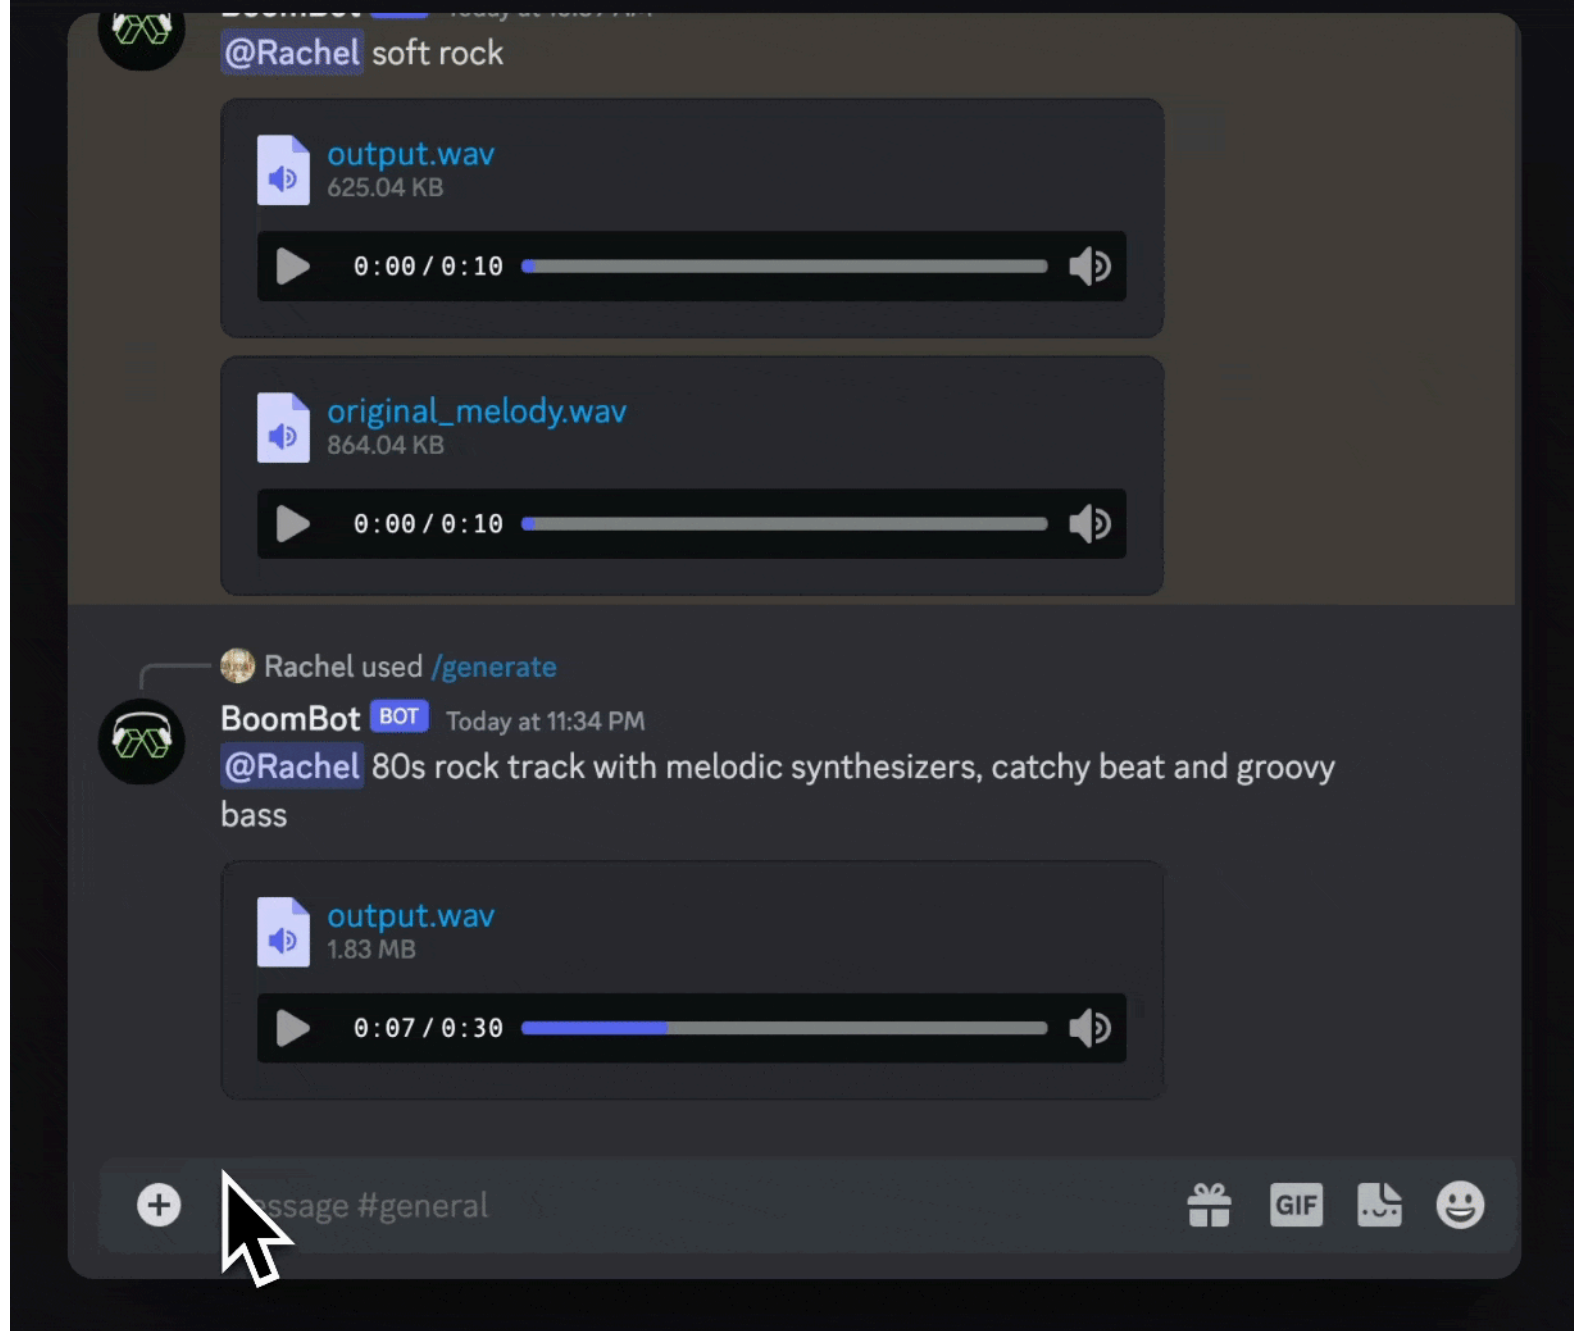 @Rachel soft rock
output.wav
625.04 KB
0:00 / 0:10
original_melody.wav
864.04 KB
0:00 / 0:10
Rachel used /generate
BoomBot BOT Today at 11:34 PM
@Rachel 80s rock track with melodic synthesizers, catchy beat and groovy
bass
output.wav
1.83 MB
0:07 / 0:30
#general
GIF